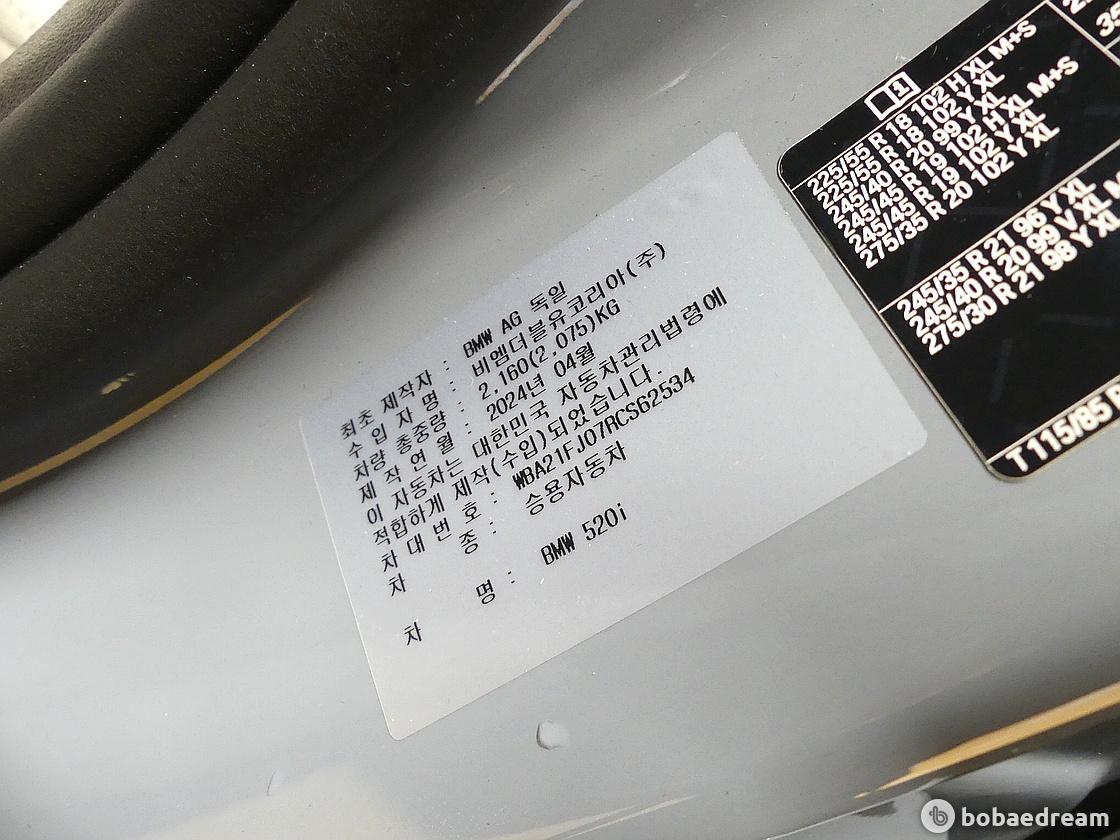 최초 제작자 : BMW AG 독일
수 입 자 명 : 비엠더블유코리아(주)
차량 총중량 : 2,160(2,075)KG
제 작 연 월 : 2024년 04월
이 자동차는 대한민국 자동차관리법령에
적합하게 제작(수입)되었습니다.
차 대 번 호 : WBA21FJ07RCS62534
차 종 : 승용자동차
차 명 : BMW 520i
225/55 R 18 102 H XL M+S
225/55 R 18 102 Y XL
245/40 R 20 99 Y XL
245/45 R 19 102 H XL M+S
245/45 R 19 102 Y XL
275/35 R 20 102 Y XL
245/35 R 21 96 Y XL
245/40 R 20 99 V XL
275/30 R 21 98 Y XL
T 115/85 R
bobaedream